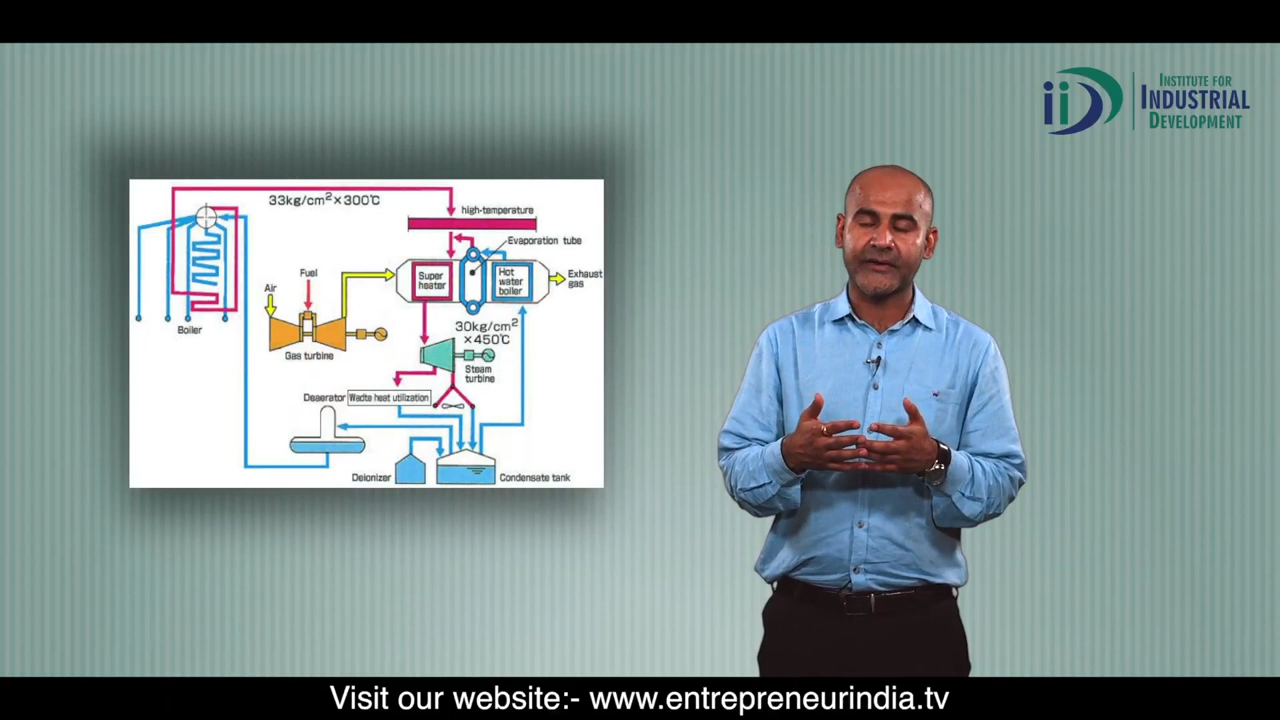 INSTITUTE FOR
INDUSTRIAL
DEVELOPMENT
33kg/cm²×300℃
high-temperature
Evaporation tube
Fuel
Air
Super
heater
Hot
water
boiler
Exhaust
gas
Boiler
Gas turbine
30kg/cm²
×450℃
Steam
turbine
Deaerator
Wadte heat utilization
Deionizer
Condensate tank
Visit our website:- www.entrepreneurindia.tv